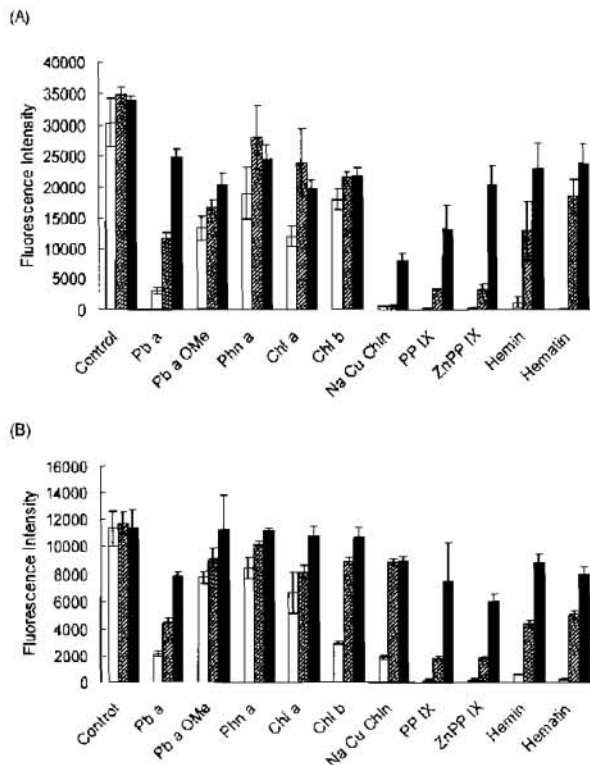 (A)
Fluorescence Intensity
40000
35000
30000
25000
20000
15000
10000
5000
0
Control
Pb a
Pb a OMe
Phn a
Chl a
Chl b
Na Cu Chln
PP IX
ZnPP IX
Hemin
Hematin
(B)
Fluorescence Intensity
16000
14000
12000
10000
8000
6000
4000
2000
0
Control
Pb a
Pb a OMe
Phn a
Chl a
Chl b
Na Cu Chln
PP IX
ZnPP IX
Hemin
Hematin